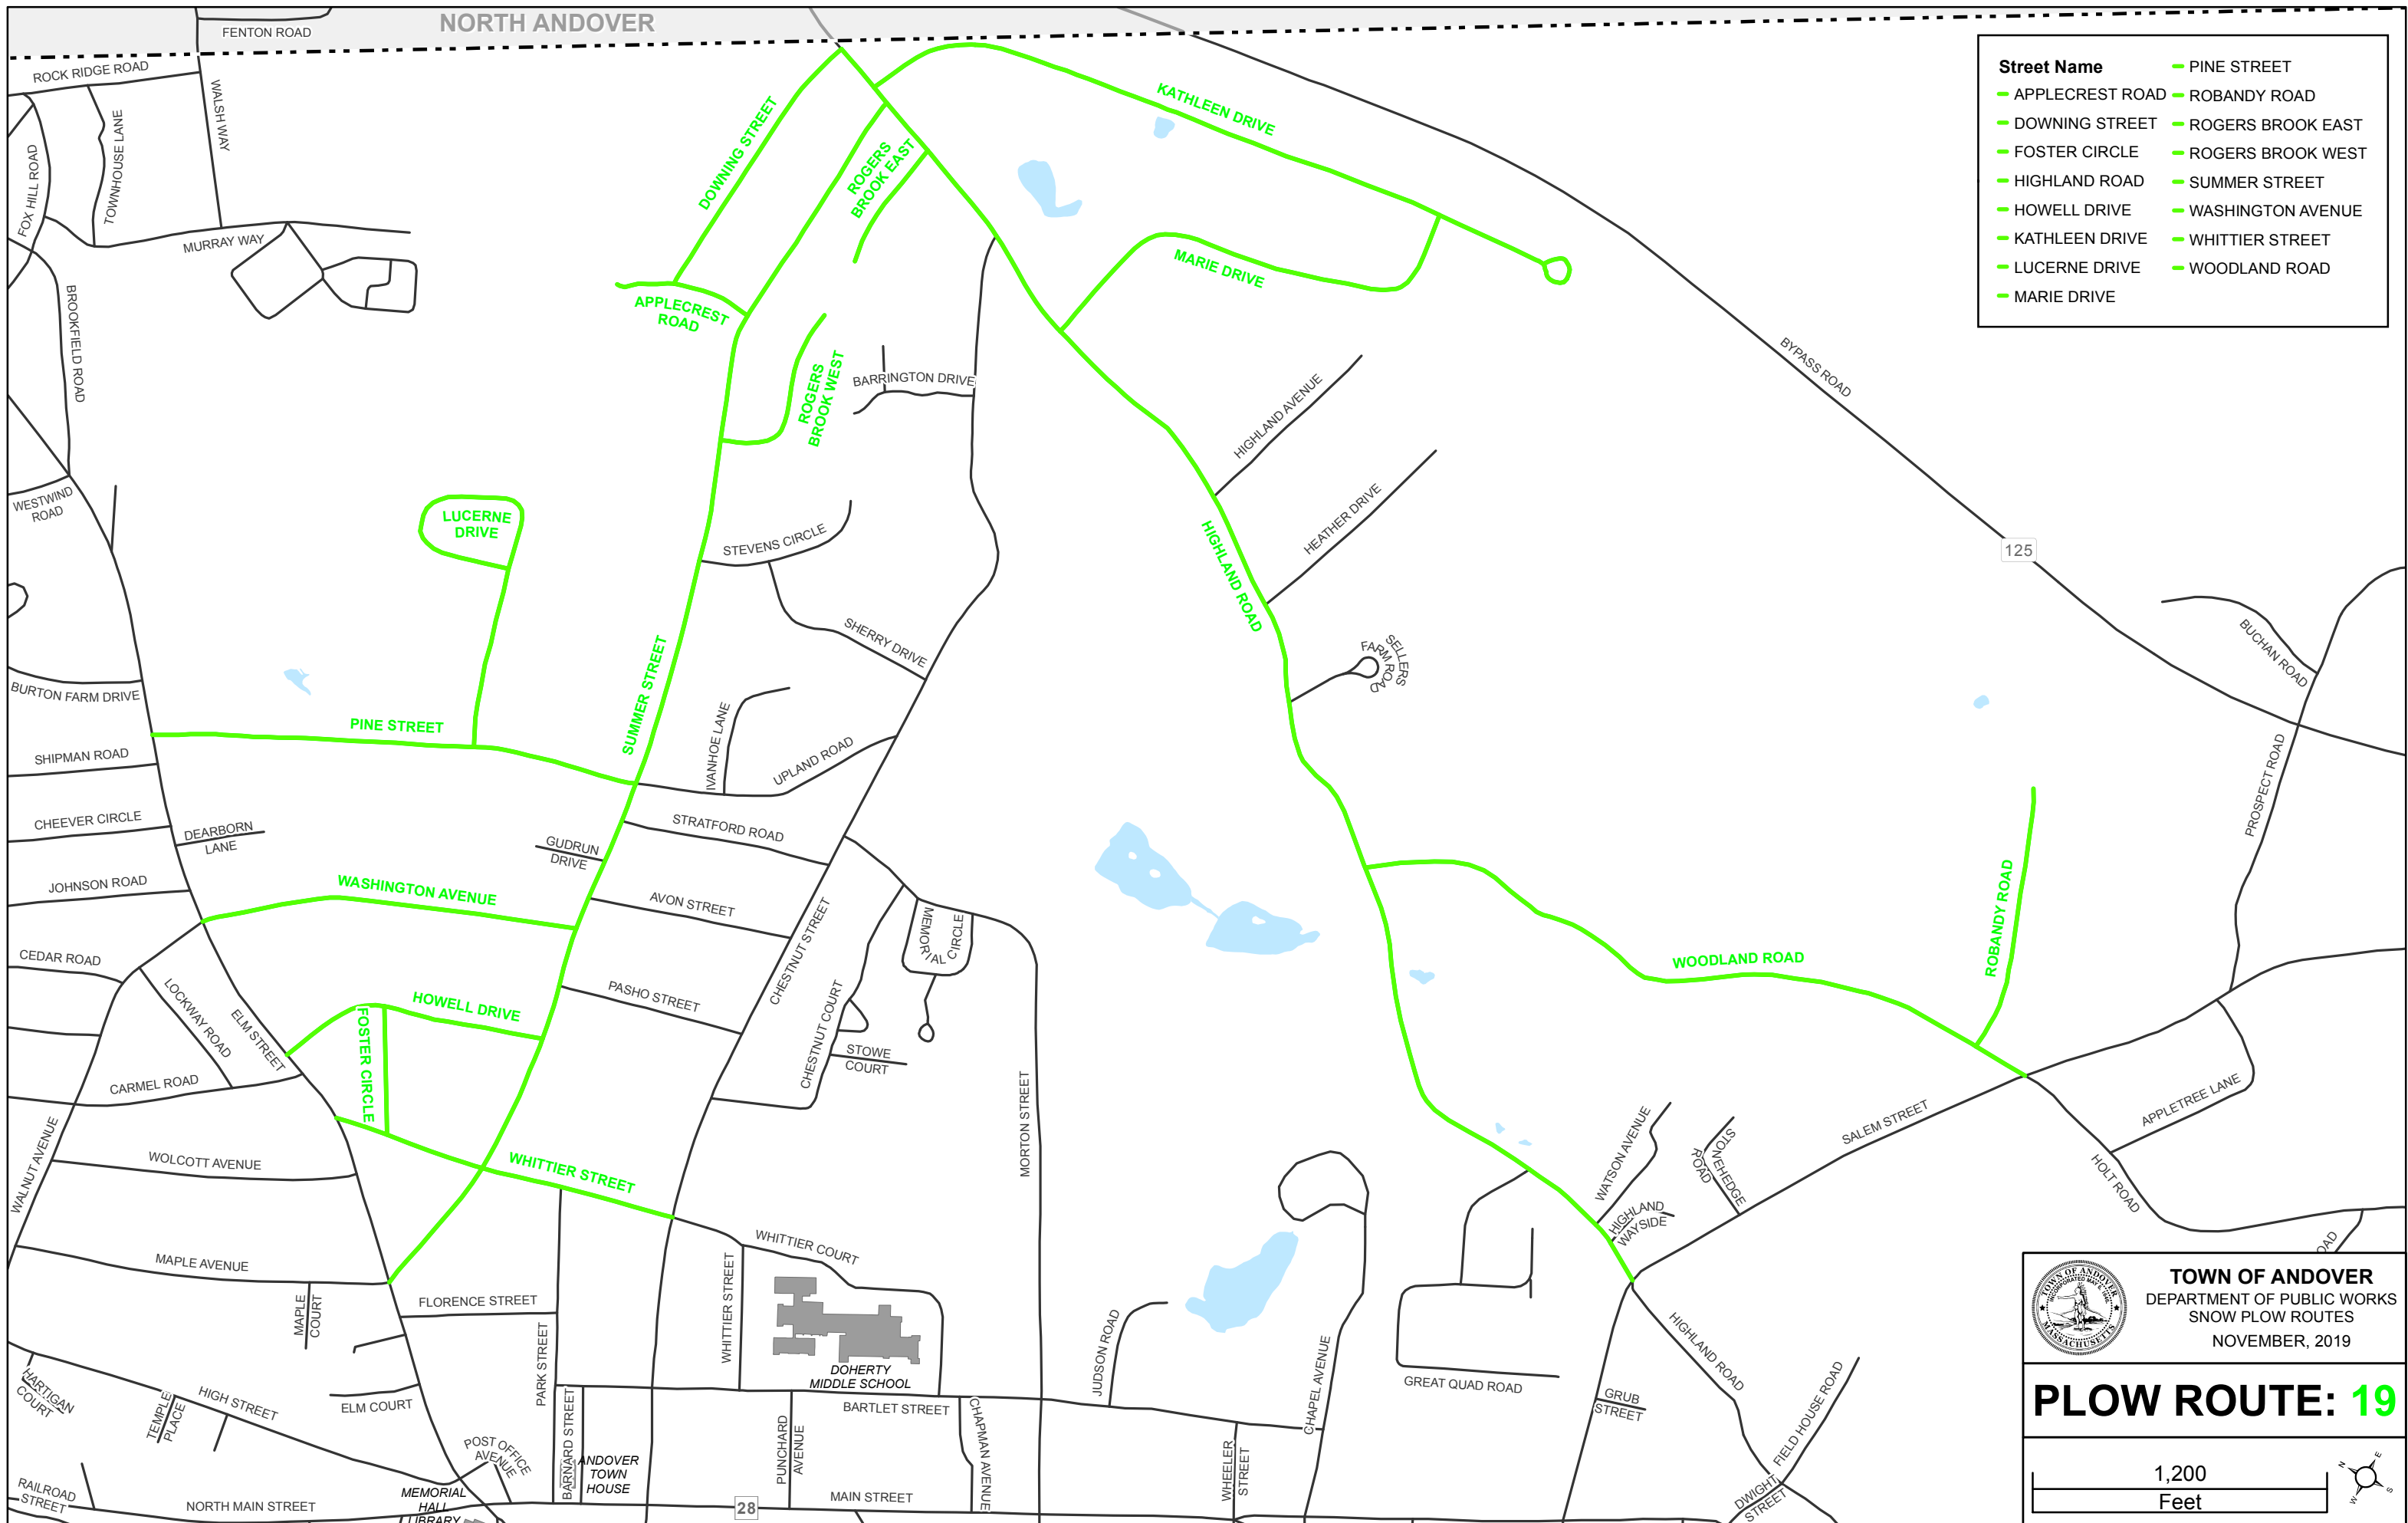 NORTH ANDOVER
FENTON ROAD
ROCK RIDGE ROAD
WALSH WAY
TOWNHOUSE LANE
FOX HILL ROAD
MURRAY WAY
BROOKFIELD ROAD
WESTWIND
ROAD
DOWNING STREET
ROGERS
BROOK EAST
KATHLEEN DRIVE
MARIE DRIVE
APPLECREST
ROAD
ROGERS
BROOK WEST
BARRINGTON DRIVE
HIGHLAND AVENUE
HEATHER DRIVE
HIGHLAND ROAD
BYPASS ROAD
125
Street Name
APPLECREST ROAD
DOWNING STREET
FOSTER CIRCLE
HIGHLAND ROAD
HOWELL DRIVE
KATHLEEN DRIVE
LUCERNE DRIVE
MARIE DRIVE
PINE STREET
ROBANDY ROAD
ROGERS BROOK EAST
ROGERS BROOK WEST
SUMMER STREET
WASHINGTON AVENUE
WHITTIER STREET
WOODLAND ROAD
LUCERNE
DRIVE
STEVENS CIRCLE
SHERRY DRIVE
SELLERS
FARM ROAD
BUCHAN ROAD
BURTON FARM DRIVE
PINE STREET
SUMMER STREET
IVANHOE LANE
UPLAND ROAD
PROSPECT ROAD
SHIPMAN ROAD
CHEEVER CIRCLE
DEARBORN
LANE
GUDRUN
DRIVE
STRATFORD ROAD
JOHNSON ROAD
WASHINGTON AVENUE
AVON STREET
CHESTNUT STREET
MEMORIAL CIRCLE
ROBANDY ROAD
WOODLAND ROAD
CEDAR ROAD
LOCKWAY ROAD
ELM STREET
HOWELL DRIVE
FOSTER CIRCLE
PASHO STREET
CHESTNUT COURT
STOWE
COURT
CARMEL ROAD
MORTON STREET
WALNUT AVENUE
WOLCOTT AVENUE
WHITTIER STREET
WATSON AVENUE
STONEHEDGE
ROAD
HIGHLAND
WAYSIDE
SALEM STREET
APPLETREE LANE
HOLT ROAD
MAPLE AVENUE
MAPLE
COURT
FLORENCE STREET
WHITTIER COURT
WHITTIER STREET
DOHERTY
MIDDLE SCHOOL
PARK STREET
JUDSON ROAD
CHAPEL AVENUE
GREAT QUAD ROAD
GRUB
STREET
HIGHLAND ROAD
FIELD HOUSE ROAD
DWIGHT
STREET
HARTIGAN
COURT
TEMPLE
PLACE
HIGH STREET
ELM COURT
POST OFFICE
AVENUE
BARNARD STREET
ANDOVER
TOWN
HOUSE
PUNCHARD
AVENUE
BARTLET STREET
CHAPMAN AVENUE
WHEELER
STREET
RAILROAD
STREET
NORTH MAIN STREET
MEMORIAL
HALL
LIBRARY
28
MAIN STREET
OAD
TOWN OF ANDOVER
INCORPORATED MAY 6, 1646
MASSACHUSETTS
TOWN OF ANDOVER
DEPARTMENT OF PUBLIC WORKS
SNOW PLOW ROUTES
NOVEMBER, 2019
PLOW ROUTE: 19
1,200
Feet
N
E
W
S